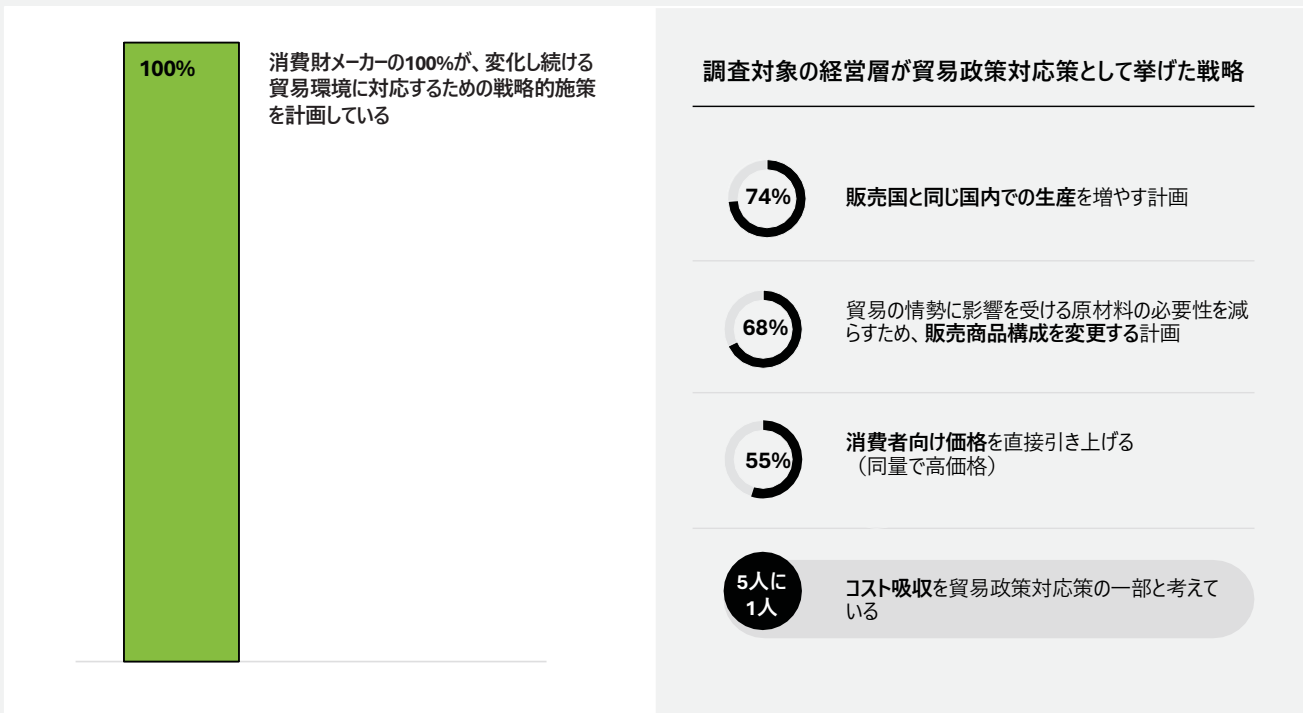 100%
消費財メーカーの100%が、変化し続ける
貿易環境に対応するための戦略的施策
を計画している
調査対象の経営層が貿易政策対応策として挙げた戦略
74%
販売国と同じ国内での生産を増やす計画
68%
貿易の情勢に影響を受ける原材料の必要性を減
らすため、販売商品構成を変更する計画
55%
消費者向け価格を直接引き上げる
（同量で高価格）
5人に
1人
コスト吸収を貿易政策対応策の一部と考えて
いる